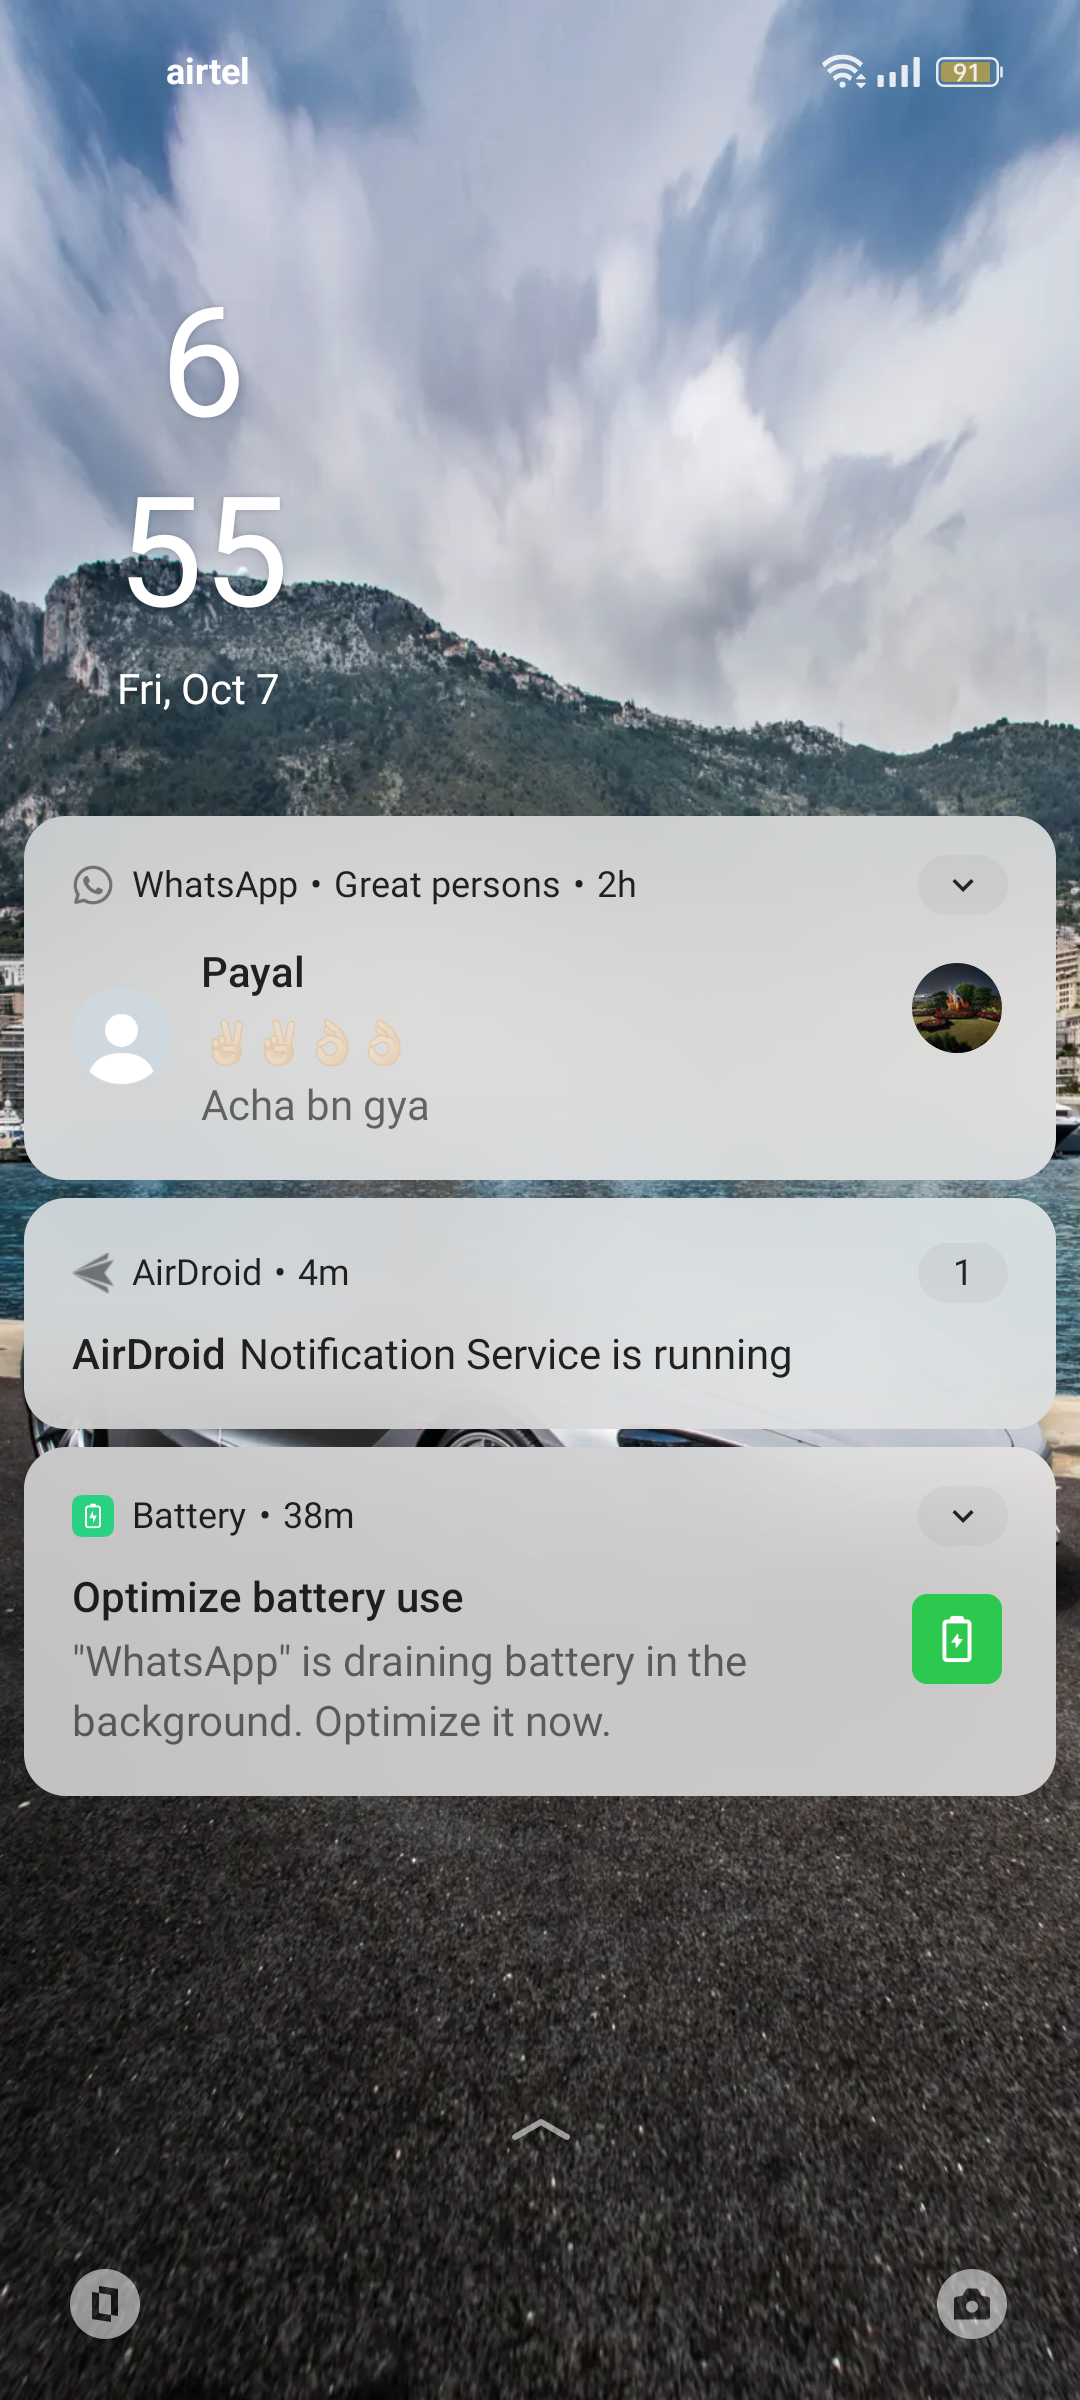 airtel
91
6
55
Fri, Oct 7
WhatsApp • Great persons • 2h
Payal
✌🏻✌🏻👌🏻👌🏻
Acha bn gya
AirDroid • 4m
1
AirDroid Notification Service is running
Battery • 38m
Optimize battery use
"WhatsApp" is draining battery in the
background. Optimize it now.